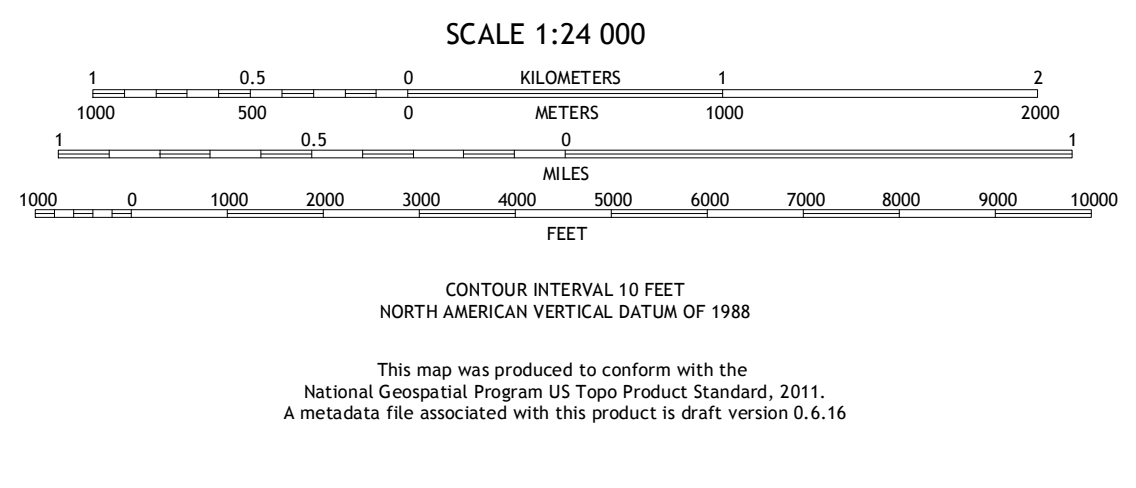 SCALE 1:24 000
1 0.5 0 KILOMETERS 1 2
1000 500 0 METERS 1000 2000
1 0.5 0 1
MILES
1000 0 1000 2000 3000 4000 5000 6000 7000 8000 9000 10000
FEET
CONTOUR INTERVAL 10 FEET
NORTH AMERICAN VERTICAL DATUM OF 1988
This map was produced to conform with the
National Geospatial Program US Topo Product Standard, 2011.
A metadata file associated with this product is draft version 0.6.16